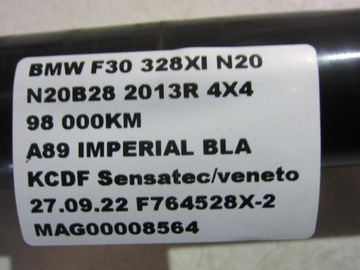 BMW F30 328XI N20
N20B28 2013R 4X4
98 000KM
A89 IMPERIAL BLA
KCDF Sensatec/veneto
27.09.22 F764528X-2
MAG00008564